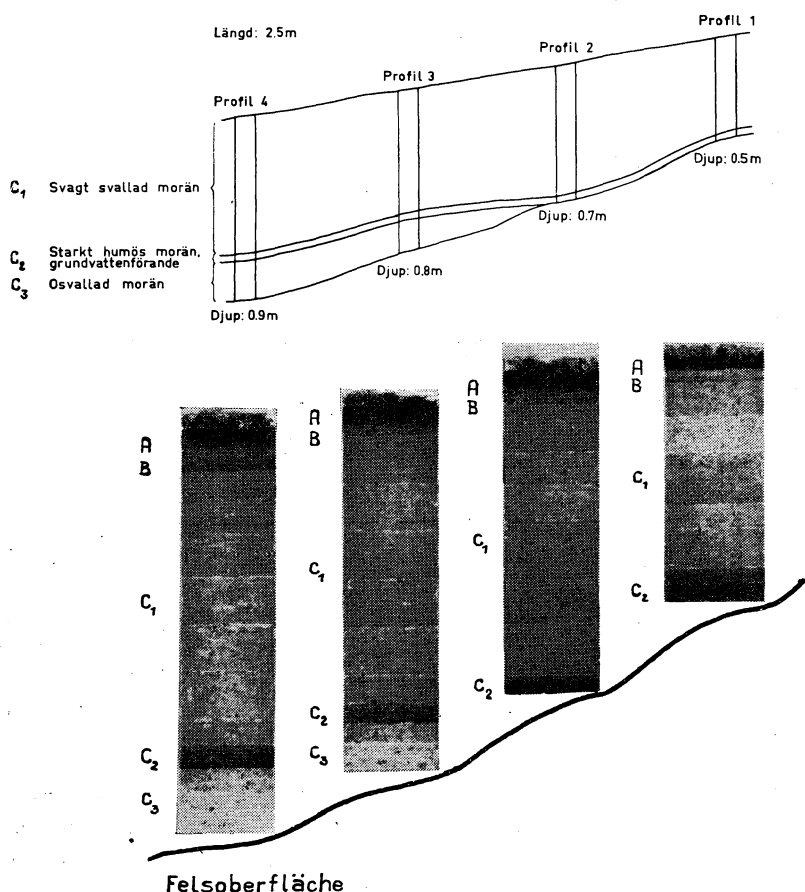 Längd: 2.5m
Profil 1
Profil 2
Profil 3
Profil 4
C₁ Svagt svallad morän
Djup: 0.5m
Djup: 0.7m
C₂ Starkt humös morän,
grundvattenförande
Djup: 0.8m
C₃ Osvallad morän
Djup: 0.9m
A
B
C₁
C₂
C₃
A
B
C₁
C₂
C₃
A
B
C₁
C₂
A
B
C₁
C₂
Felsoberfläche